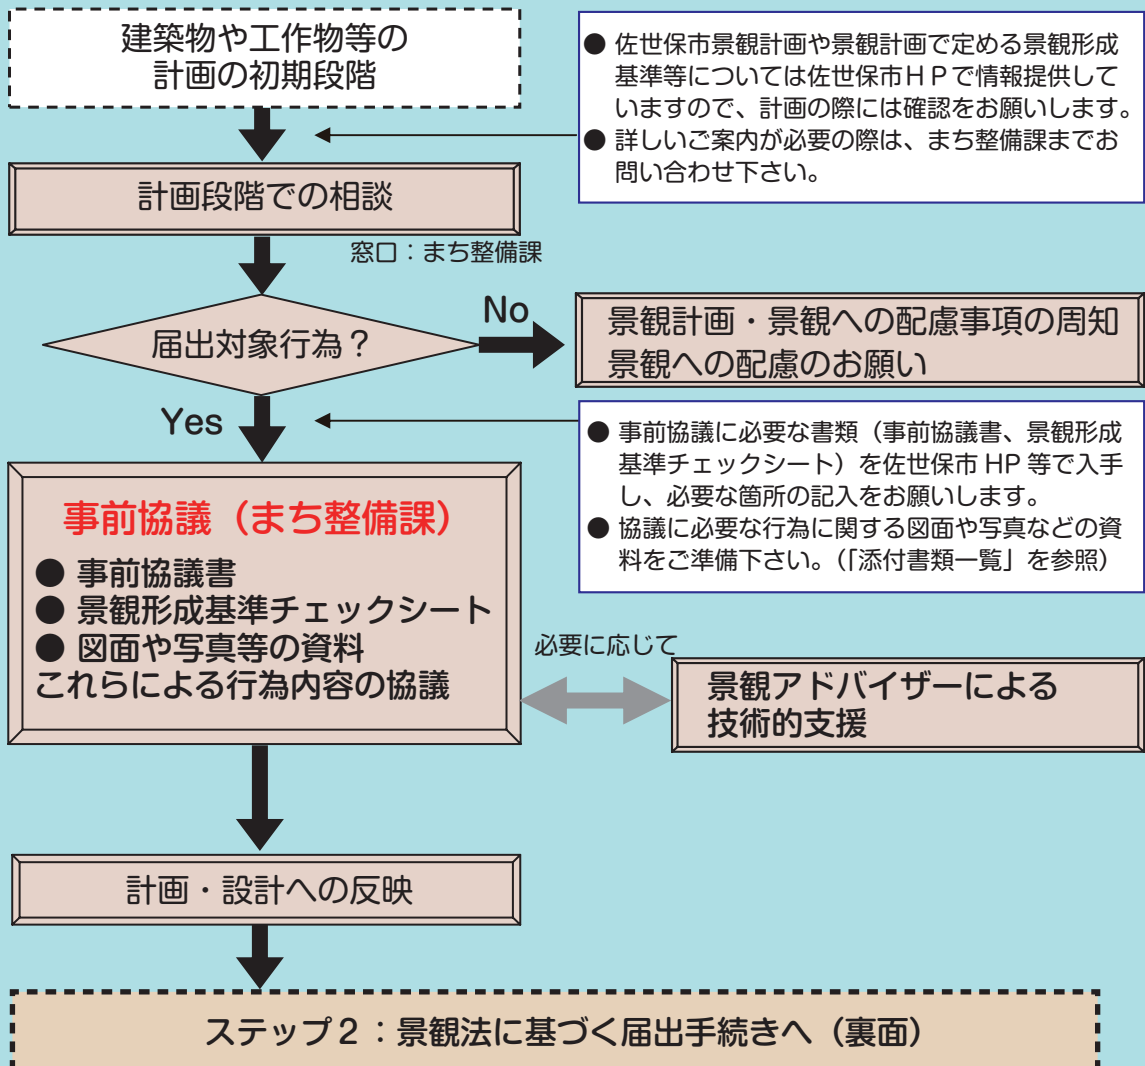 建築物や工作物等の
計画の初期段階
● 佐世保市景観計画や景観計画で定める景観形成
基準等については佐世保市HPで情報提供して
いますので、計画の際には確認をお願いします。
● 詳しいご案内が必要の際は、まち整備課までお
問い合わせ下さい。
計画段階での相談
窓口：まち整備課
届出対象行為？
No
景観計画・景観への配慮事項の周知
景観への配慮のお願い
Yes
● 事前協議に必要な書類（事前協議書、景観形成
基準チェックシート）を佐世保市 HP 等で入手
し、必要な箇所の記入をお願いします。
● 協議に必要な行為に関する図面や写真などの資
料をご準備下さい。（「添付書類一覧」を参照）
事前協議（まち整備課）
● 事前協議書
● 景観形成基準チェックシート
● 図面や写真等の資料
これらによる行為内容の協議
必要に応じて
景観アドバイザーによる
技術的支援
計画・設計への反映
ステップ２：景観法に基づく届出手続きへ（裏面）